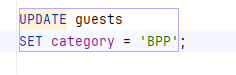 UPDATE guests
SET category = 'BPP';